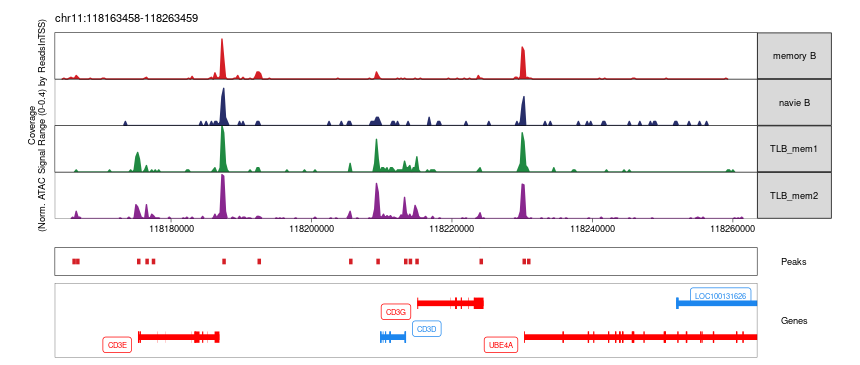 chr11:118163458-118263459
Coverage
(Norm. ATAC Signal Range (0-0.4) by ReadsInTSS)
memory B
navie B
TLB_mem1
TLB_mem2
118180000 118200000 118220000 118240000 118260000
Peaks
LOC100131626
CD3G
Genes
CD3D
CD3E
UBE4A